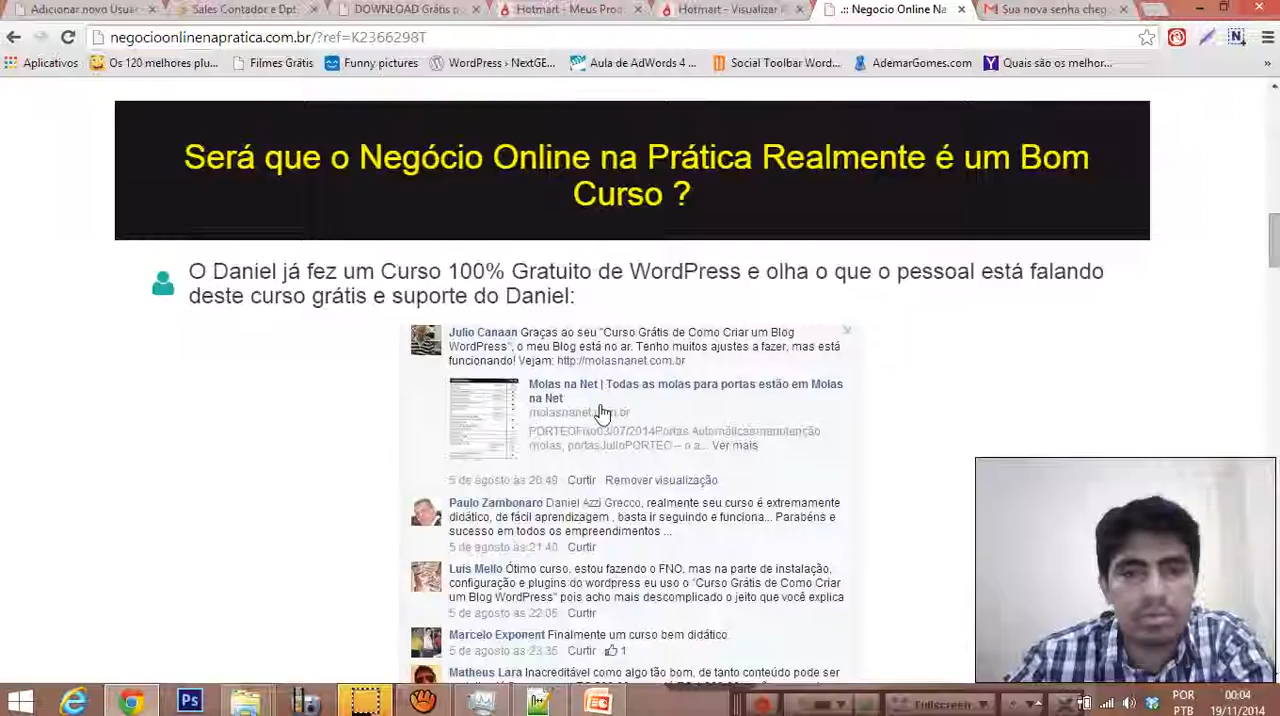 Adicionar novo Usuar
Sales Contador e Dpt.
DOWNLOAD Grátis p
Hotmart - Meus Pro
Hotmart – Visualizar
.:: Negocio Online Na
Sua nova senha cheg
negocioonlinenapratica.com.br/?ref=K2366298T
Aplicativos
Os 120 melhores plu...
Filmes Grátis
Funny pictures
WordPress › NextGE...
Aula de AdWords 4 ...
Social Toolbar Word...
AdemarGomes.com
Quais são os melhor...
»
Será que o Negócio Online na Prática Realmente é um Bom
Curso ?
O Daniel já fez um Curso 100% Gratuito de WordPress e olha o que o pessoal está falando
deste curso grátis e suporte do Daniel:
Julio Canaan Graças ao seu "Curso Grátis de Como Criar um Blog
WordPress", o meu Blog está no ar. Tenho muitos ajustes a fazer, mas está
funcionando! Vejam: http://molasnanet.com.br
Molas na Net | Todas as molas para portas estão em Molas
na Net
molasnanet.com.br
molas, portasJulioPORTEO – o a... Ver mais
5 de agosto às 20:49 Curtir Remover visualização
Paulo Zambonaro Daniel Azzi Grecco, realmente seu curso é extremamente
didático, de fácil aprendizagem , basta ir seguindo e funciona... Parabéns e
sucesso em todos os empreendimentos ...
5 de agosto às 21:40 Curtir
Luis Mello Ótimo curso, estou fazendo o FNO, mas na parte de instalação,
configuração e plugins do wordpress eu uso o "Curso Grátis de Como Criar
um Blog WordPress" pois acho mais descomplicado o jeito que você explica
5 de agosto às 22:05 Curtir
Marcelo Exponent Finalmente um curso bem didático
5 de agosto às 23:35 Curtir 1
Matheus Lara Inacreditável como algo tão bom, de tanto conteúdo pode ser
Ps
Fullscreen
POR
PTB
00:04
19/11/2014